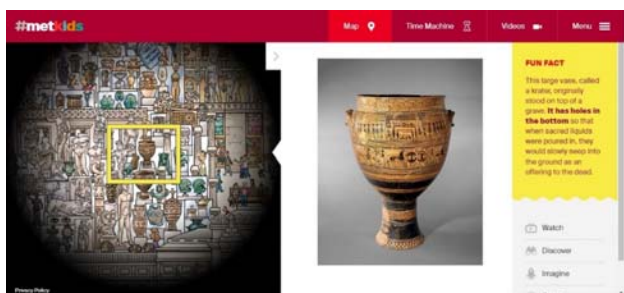 #metkids
Map
Time Machine
Videos
Menu
FUN FACT
This large vase, called
a krater, originally
stood on top of a
grave. It has holes in
the bottom so that
when sacred liquids
were poured in, they
would slowly seep into
the ground as an
offering to the dead.
Watch
Discover
Imagine
Privacy Policy